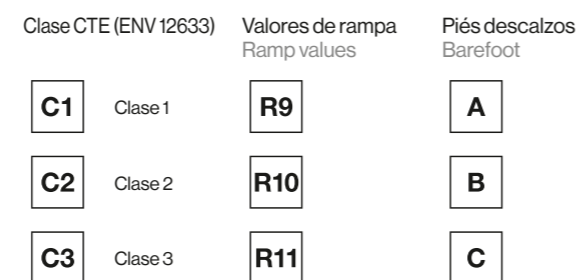 Clase CTE (ENV 12633) Valores de rampa Piés descalzos
Ramp values Barefoot
C1 Clase 1 R9 A
C2 Clase 2 R10 B
C3 Clase 3 R11 C